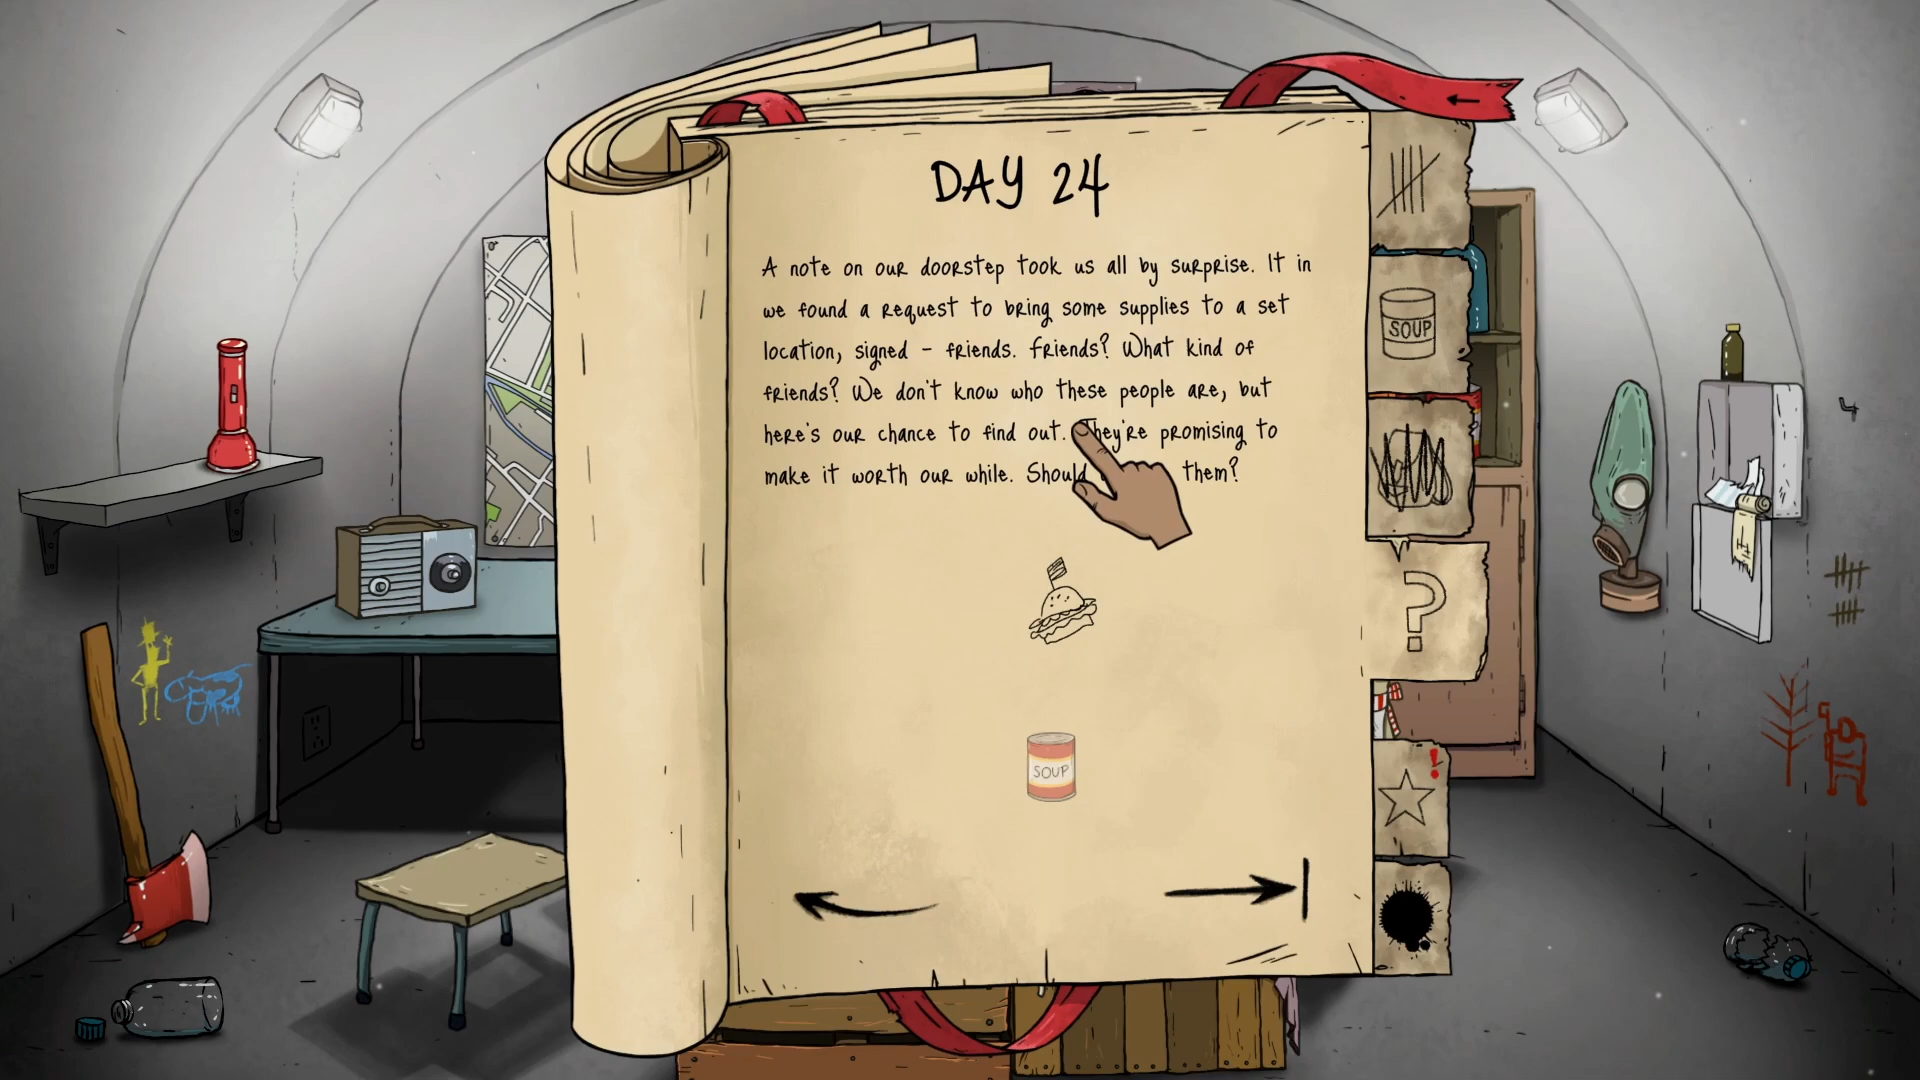 DAY 24
A note on our doorstep took us all by surprise. It in
we found a request to bring some supplies to a set
location, signed - friends. Friends? What kind of
friends? We don't know who these people are, but
here's our chance to find out. They're promising to
make it worth our while. Should them?
SOUP
SOUP